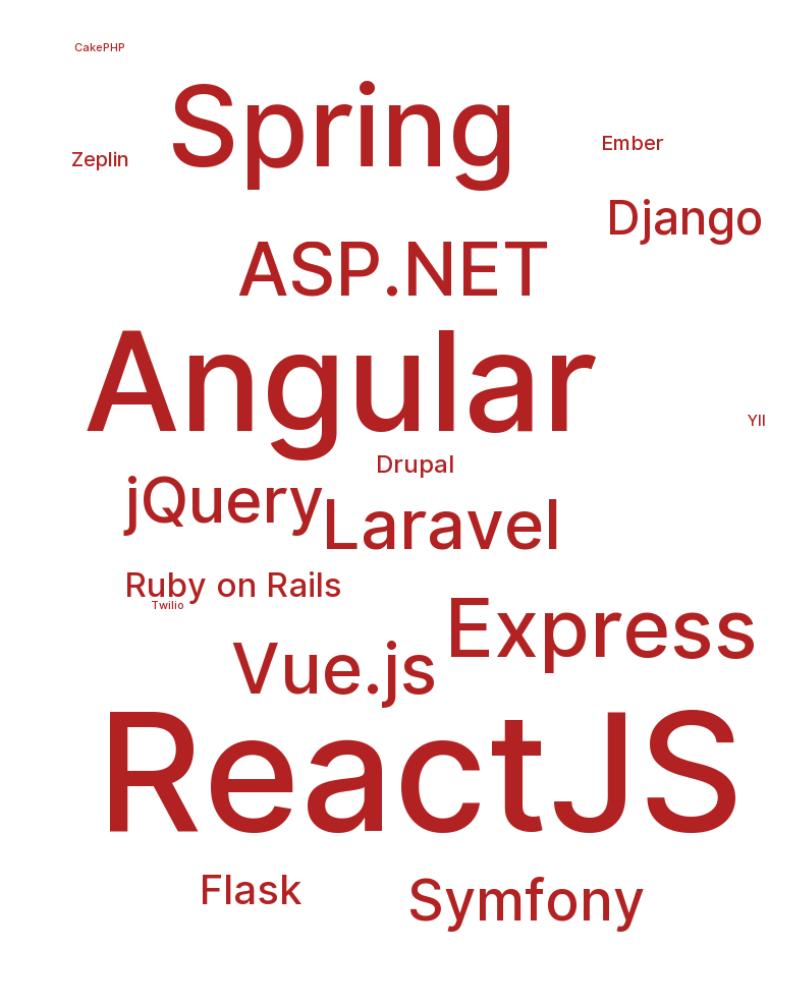 CakePHP
Spring
Ember
Zeplin
Django
ASP.NET
Angular
YII
Drupal
jQuery
Laravel
Ruby on Rails
Twilio
Express
Vue.js
ReactJS
Flask
Symfony